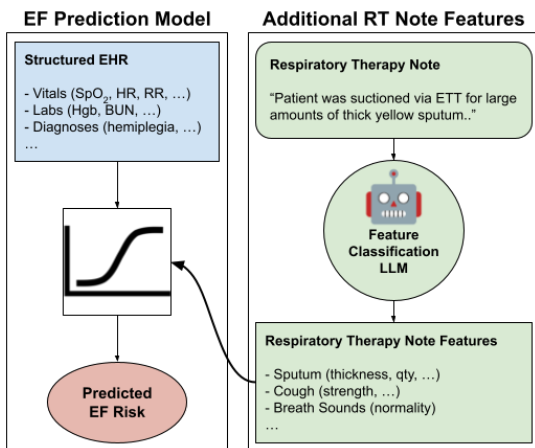 EF Prediction Model
Structured EHR
- Vitals (SpO₂, HR, RR, …)
- Labs (Hgb, BUN, …)
- Diagnoses (hemiplegia, …)
…
Predicted
EF Risk
Additional RT Note Features
Respiratory Therapy Note
“Patient was suctioned via ETT for large
amounts of thick yellow sputum..”
Feature
Classification
LLM
Respiratory Therapy Note Features
- Sputum (thickness, qty, …)
- Cough (strength, …)
- Breath Sounds (normality)
…